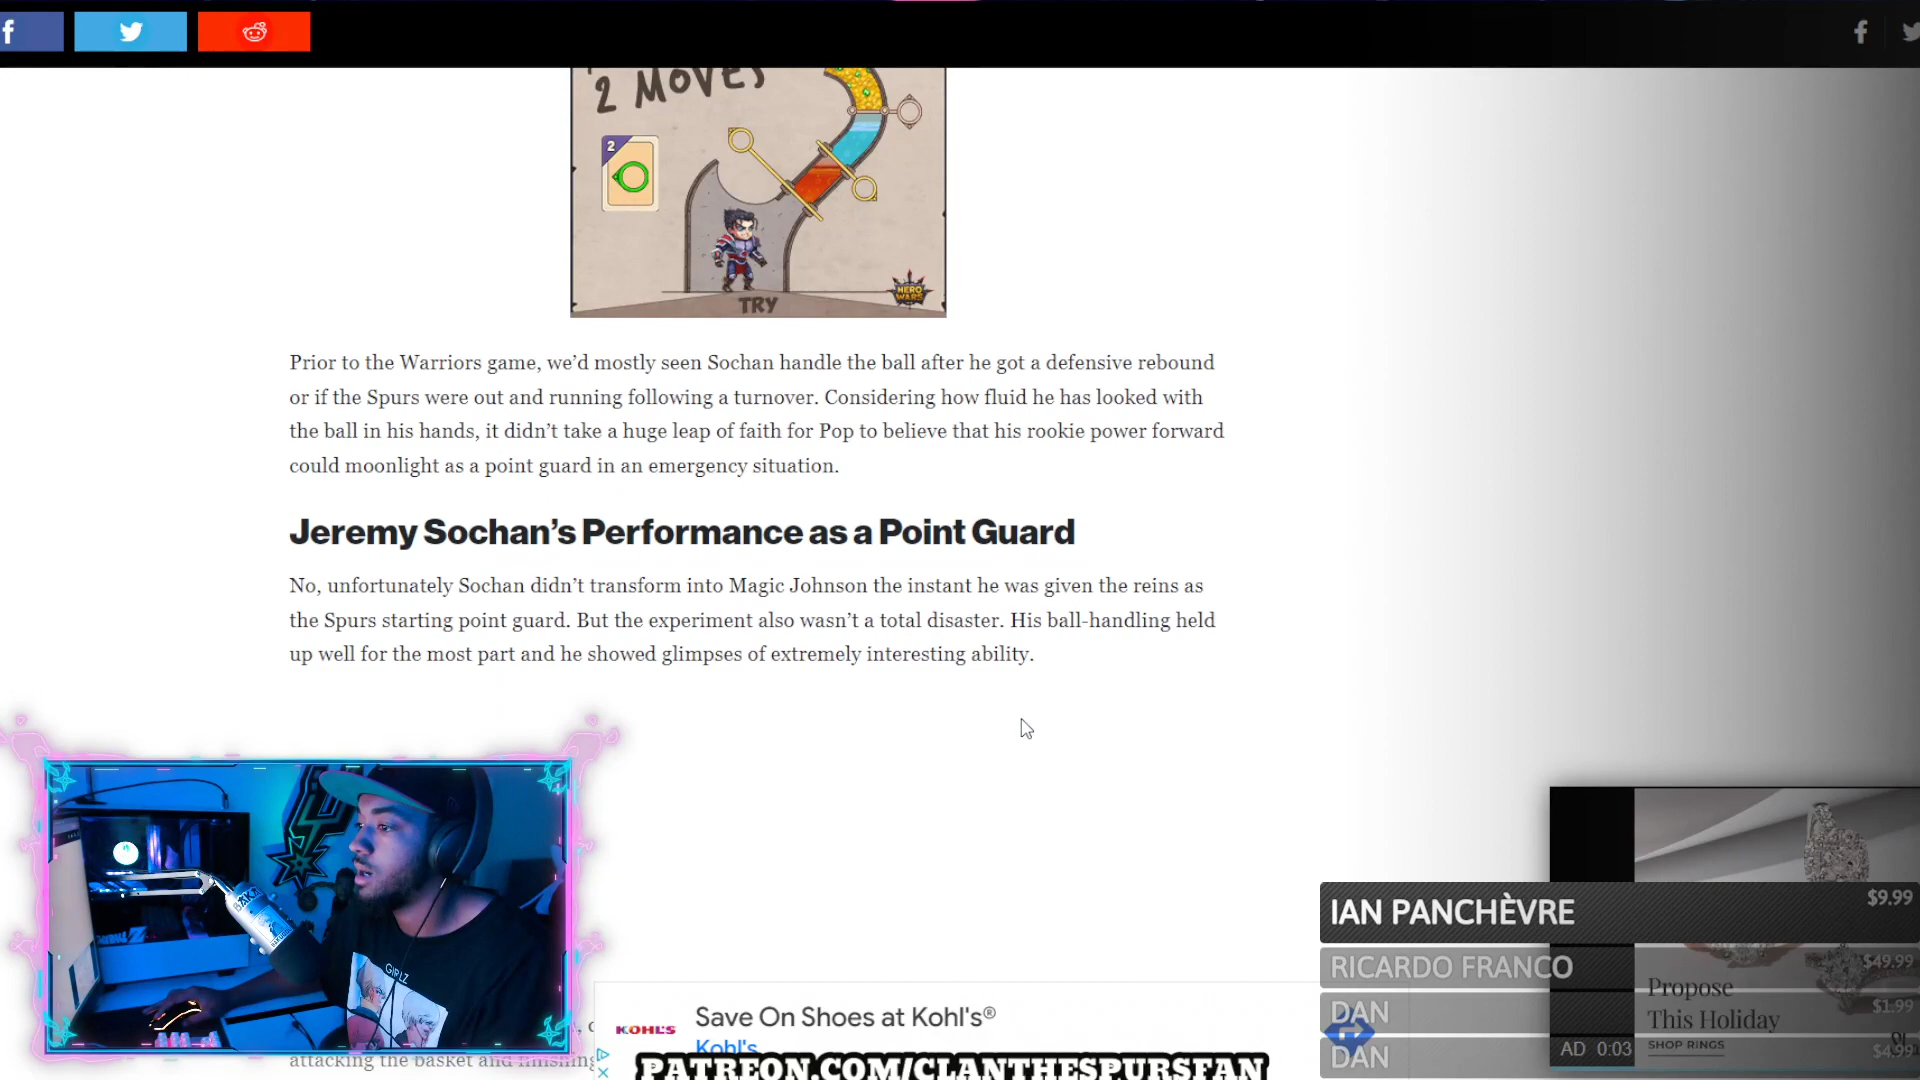 2 MOVES
2
TRY
HERO
WARS
Prior to the Warriors game, we'd mostly seen Sochan handle the ball after he got a defensive rebound
or if the Spurs were out and running following a turnover. Considering how fluid he has looked with
the ball in his hands, it didn't take a huge leap of faith for Pop to believe that his rookie power forward
could moonlight as a point guard in an emergency situation.
Jeremy Sochan's Performance as a Point Guard
No, unfortunately Sochan didn't transform into Magic Johnson the instant he was given the reins as
the Spurs starting point guard. But the experiment also wasn't a total disaster. His ball-handling held
up well for the most part and he showed glimpses of extremely interesting ability.
GIRLZ
attacking the basket and finishing
KOHL'S
Save On Shoes at Kohl's®
Kohl's
PATREON.COM/CLANTHESPURSFAN
IAN PANCHÈVRE $9.99
RICARDO FRANCO $49.99
DAN $1.99
DAN $4.99
Propose
This Holiday
SHOP RINGS
AD 0:03